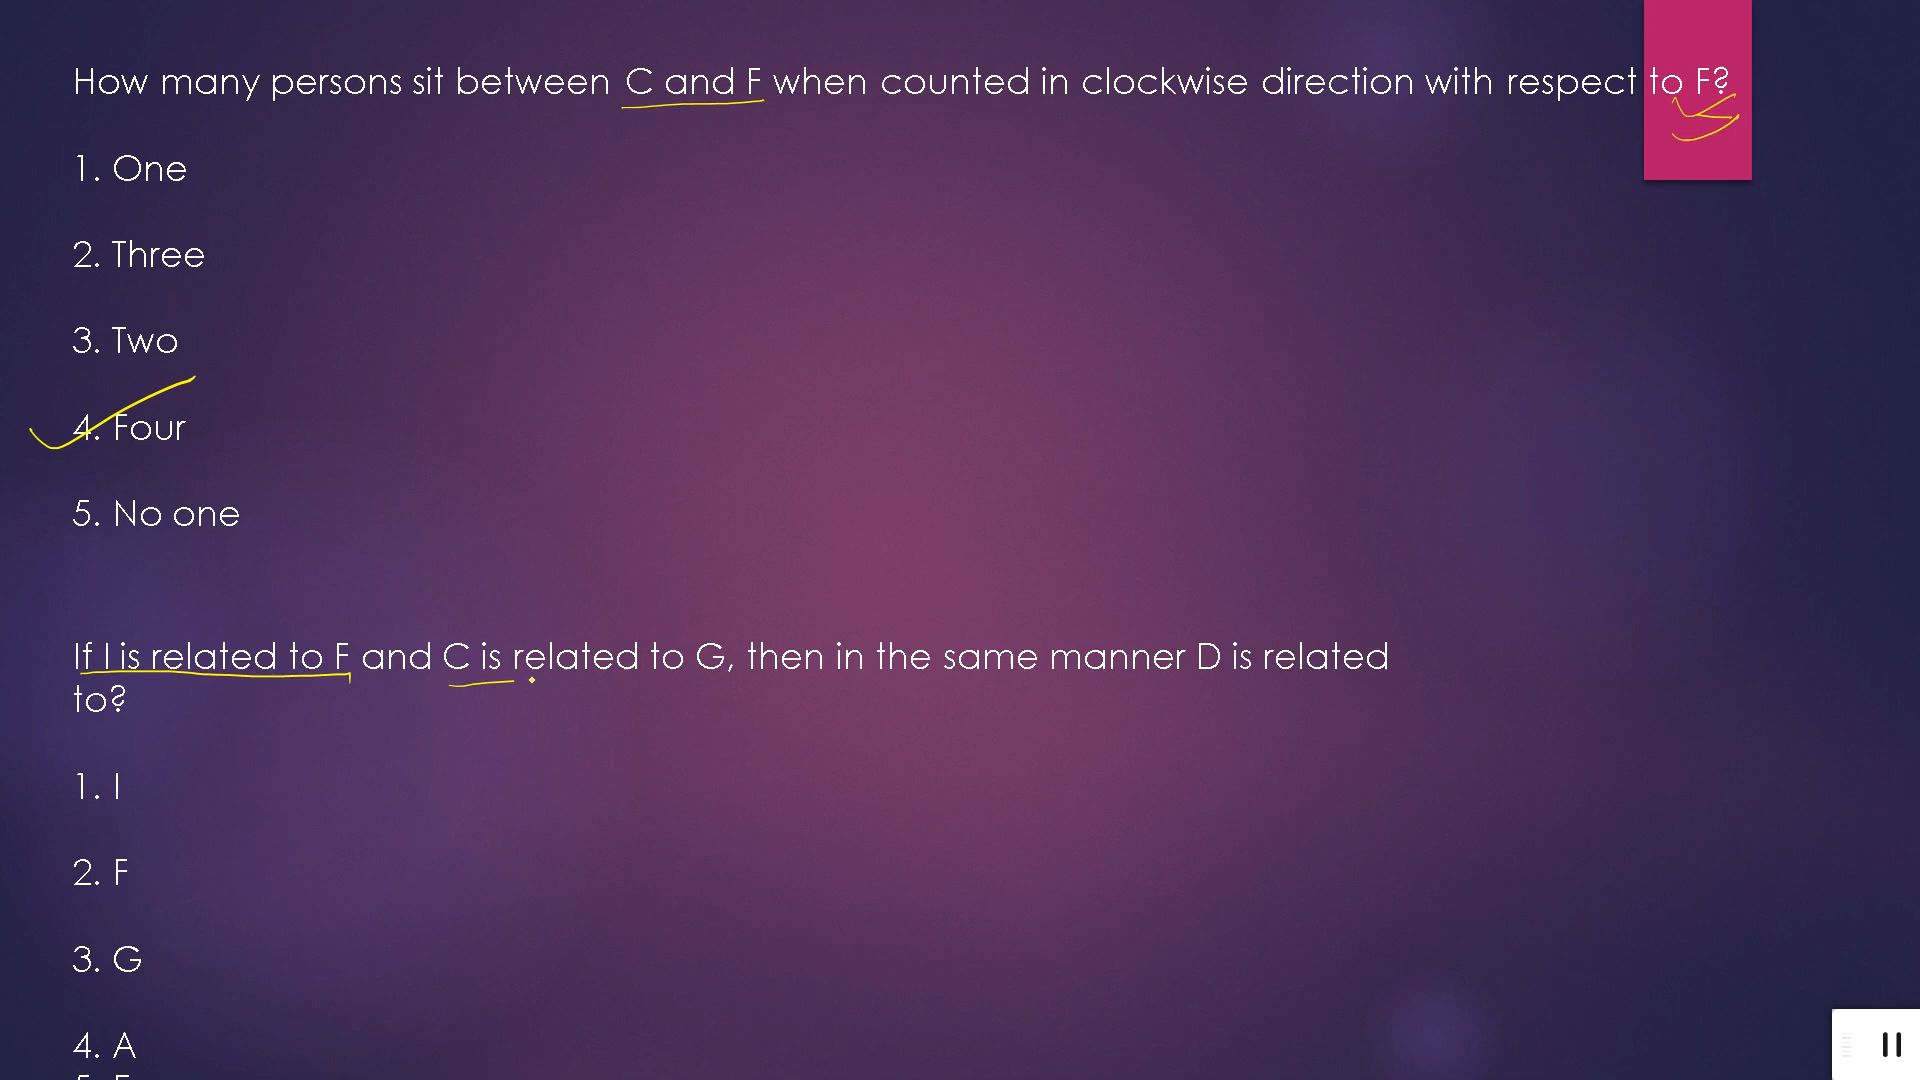 How many persons sit between C and F when counted in clockwise direction with respect to F?
1. One
2. Three
3. Two
4. Four
5. No one
If I is related to F and C is related to G, then in the same manner D is related
to?
1. I
2. F
3. G
4. A